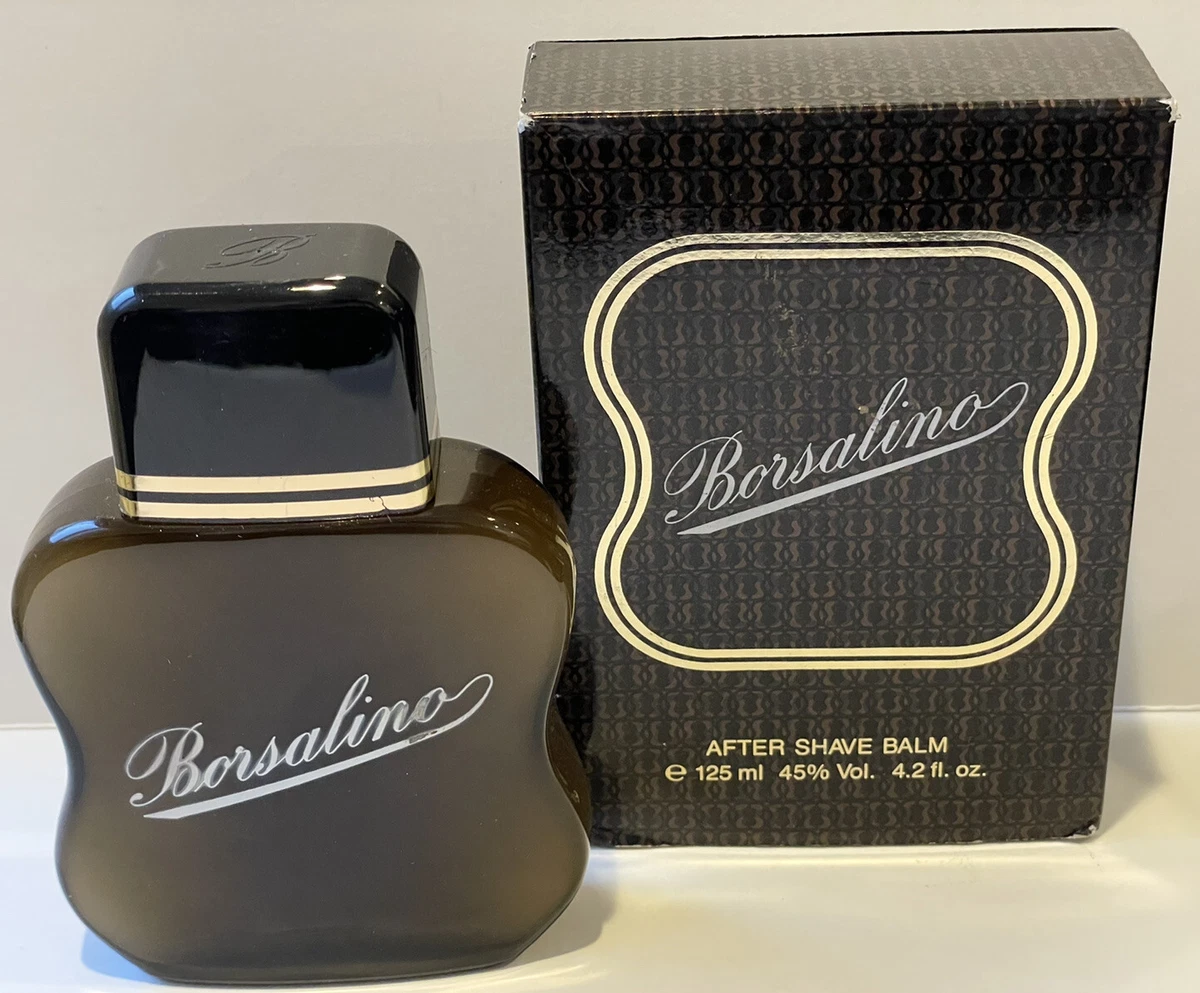 B
Borsalino
Borsalino
AFTER SHAVE BALM
℮ 125 ml 45% Vol. 4.2 fl. oz.